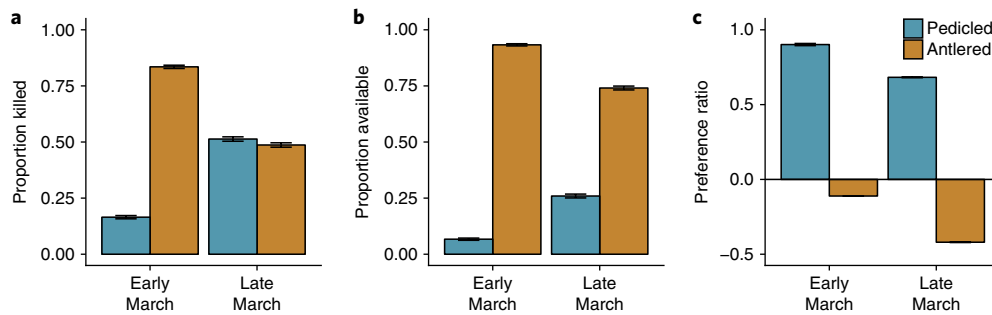 a
Proportion killed
1.00
0.75
0.50
0.25
0.00
Early
March
Late
March
b
Proportion available
1.00
0.75
0.50
0.25
0.00
Early
March
Late
March
c
Preference ratio
1.0
0.5
0.0
−0.5
Pedicled
Antlered
Early
March
Late
March